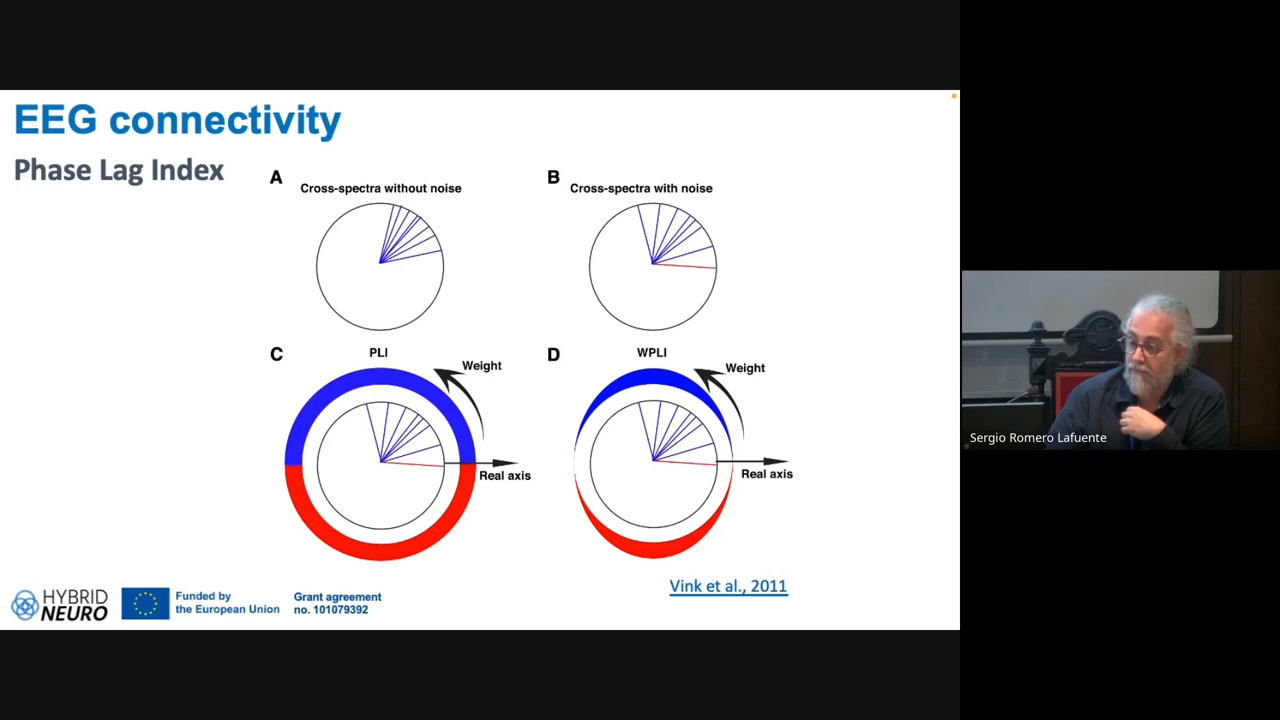 EEG connectivity
Phase Lag Index
A
Cross-spectra without noise
B
Cross-spectra with noise
C
PLI
Weight
Real axis
D
WPLI
Weight
Real axis
Vink et al., 2011
HYBRID
NEURO
Funded by
the European Union
Grant agreement
no. 101079392
Sergio Romero Lafuente